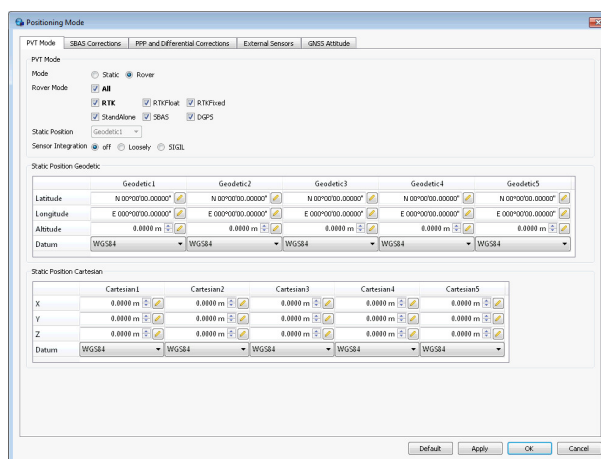 Positioning Mode
PVT Mode SBAS Corrections PPP and Differential Corrections External Sensors GNSS Attitude
PVT Mode
Mode Static Rover
Rover Mode All
RTK RTKFloat RTKFixed
StandAlone SBAS DGPS
Static Position Geodetic1
Sensor Integration off Loosely SIGIL
Static Position Geodetic
Geodetic1 Geodetic2 Geodetic3 Geodetic4 Geodetic5
Latitude N 00°00'00.00000" N 00°00'00.00000" N 00°00'00.00000" N 00°00'00.00000" N 00°00'00.00000"
Longitude E 000°00'00.00000" E 000°00'00.00000" E 000°00'00.00000" E 000°00'00.00000" E 000°00'00.00000"
Altitude 0.0000 m 0.0000 m 0.0000 m 0.0000 m 0.0000 m
Datum WGS84 WGS84 WGS84 WGS84 WGS84
Static Position Cartesian
Cartesian1 Cartesian2 Cartesian3 Cartesian4 Cartesian5
X 0.0000 m 0.0000 m 0.0000 m 0.0000 m 0.0000 m
Y 0.0000 m 0.0000 m 0.0000 m 0.0000 m 0.0000 m
Z 0.0000 m 0.0000 m 0.0000 m 0.0000 m 0.0000 m
Datum WGS84 WGS84 WGS84 WGS84 WGS84
Default Apply OK Cancel